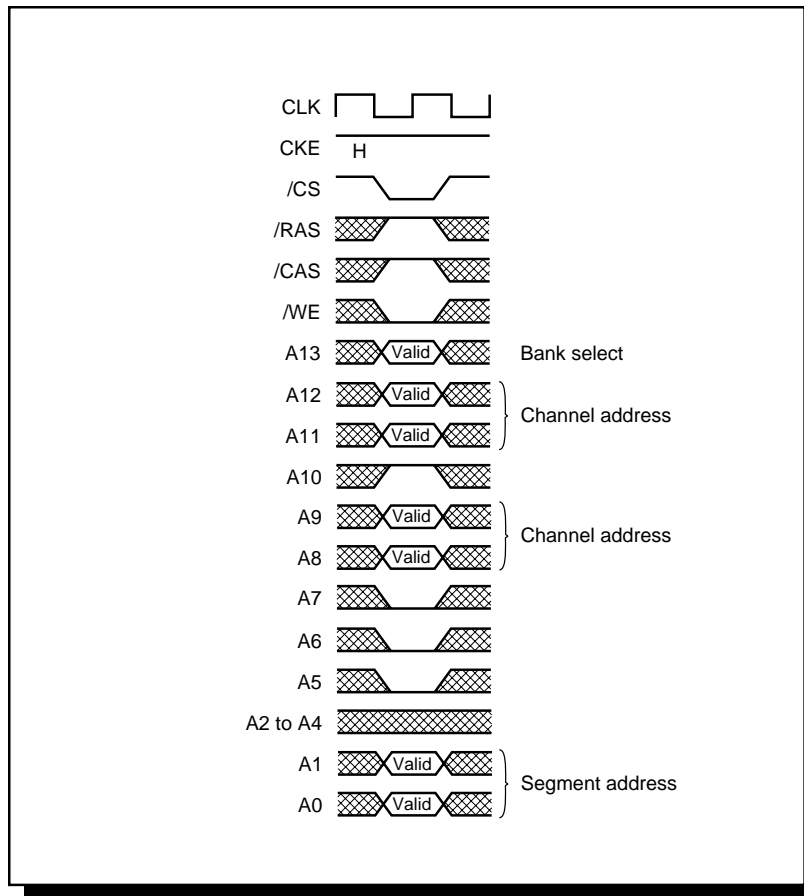 CLK
CKE H
/CS
/RAS
/CAS
/WE
A13 Valid Bank select
A12 Valid
Channel address
A11 Valid
A10
A9 Valid
Channel address
A8 Valid
A7
A6
A5
A2 to A4
A1 Valid
Segment address
A0 Valid